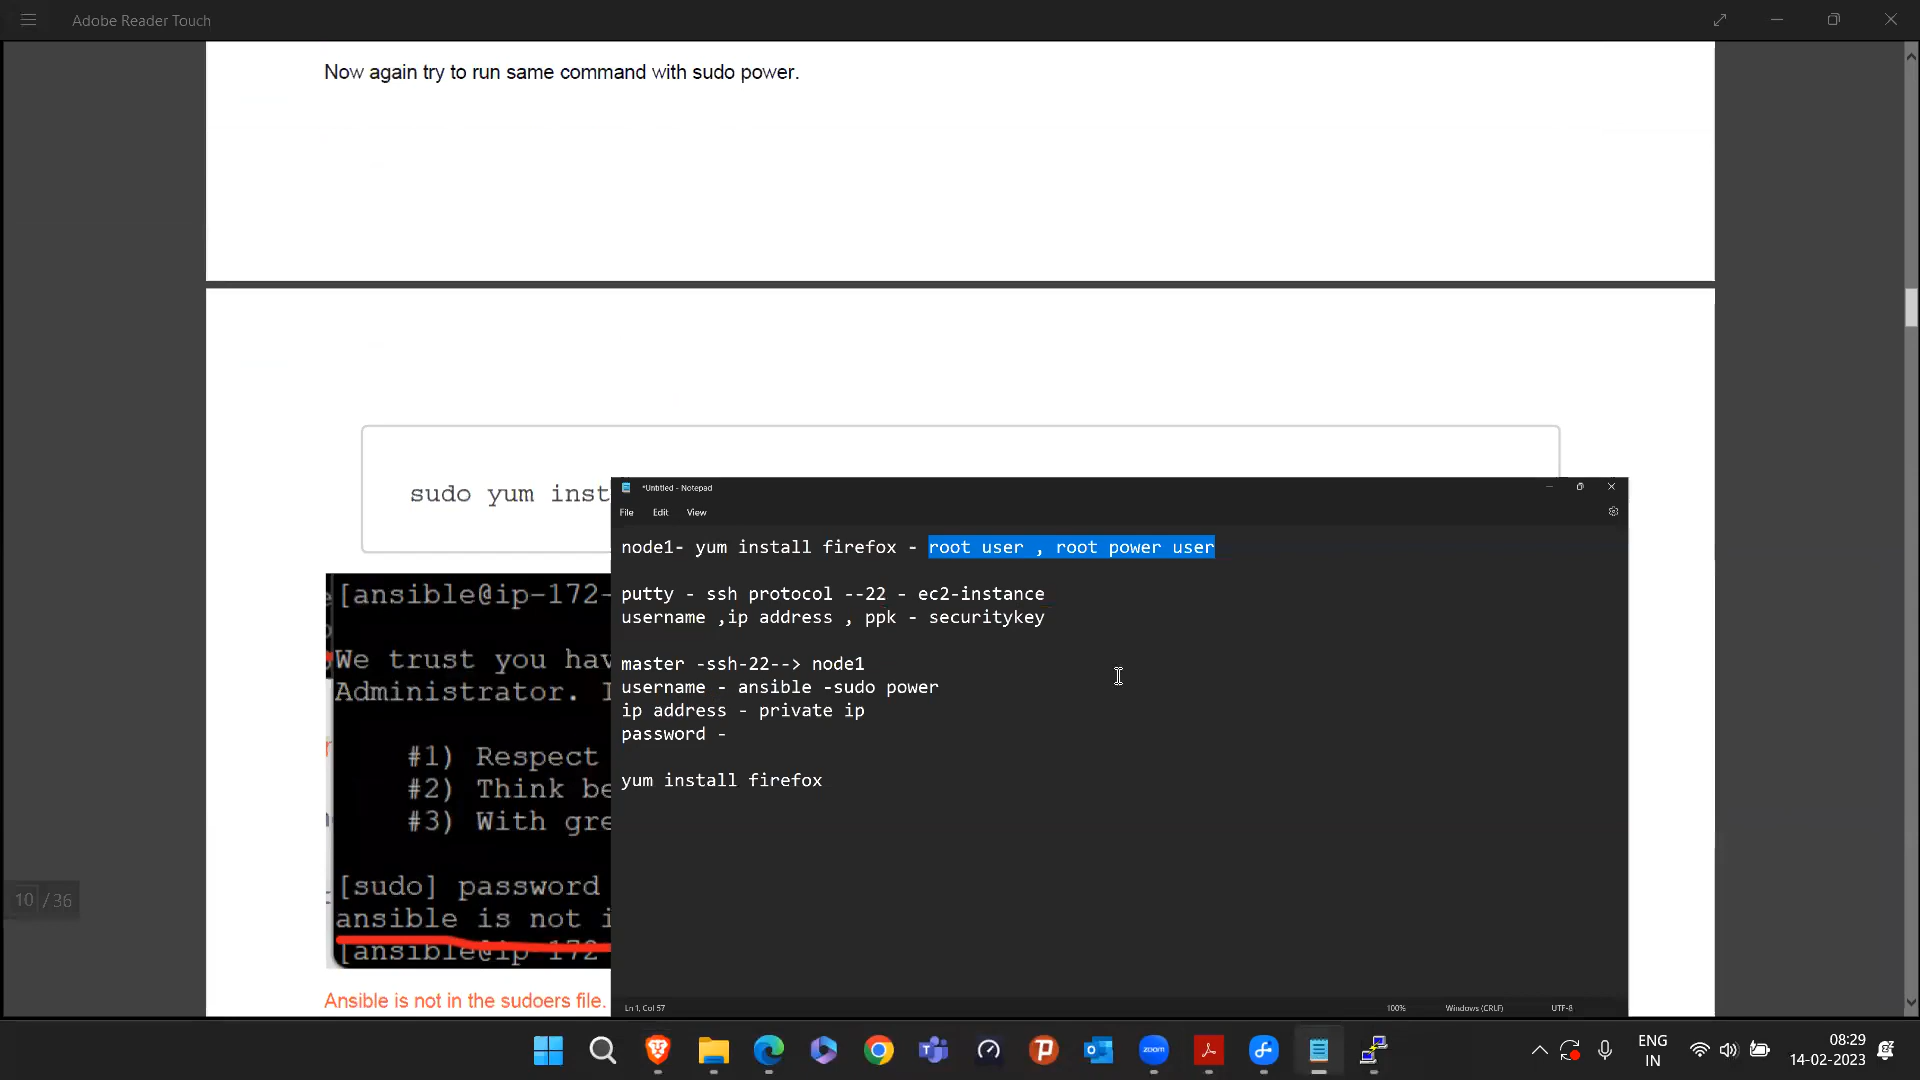 Adobe Reader Touch
Now again try to run same command with sudo power.
sudo yum inst
*Untitled - Notepad
File Edit View
node1- yum install firefox - root user , root power user
putty - ssh protocol --22 - ec2-instance
username ,ip address , ppk - securitykey
master -ssh-22--> node1
username - ansible -sudo power
ip address - private ip
password -
yum install firefox
Ln 1, Col 57
100%
Windows (CRLF)
UTF-8
[ansible@ip-172-
We trust you hav
Administrator. I
#1) Respect
#2) Think be
#3) With gre
[sudo] password
ansible is not i
[ansible@ip-172-
Ansible is not in the sudoers file.
10 / 36
zoom
ENG
IN
08:29
14-02-2023